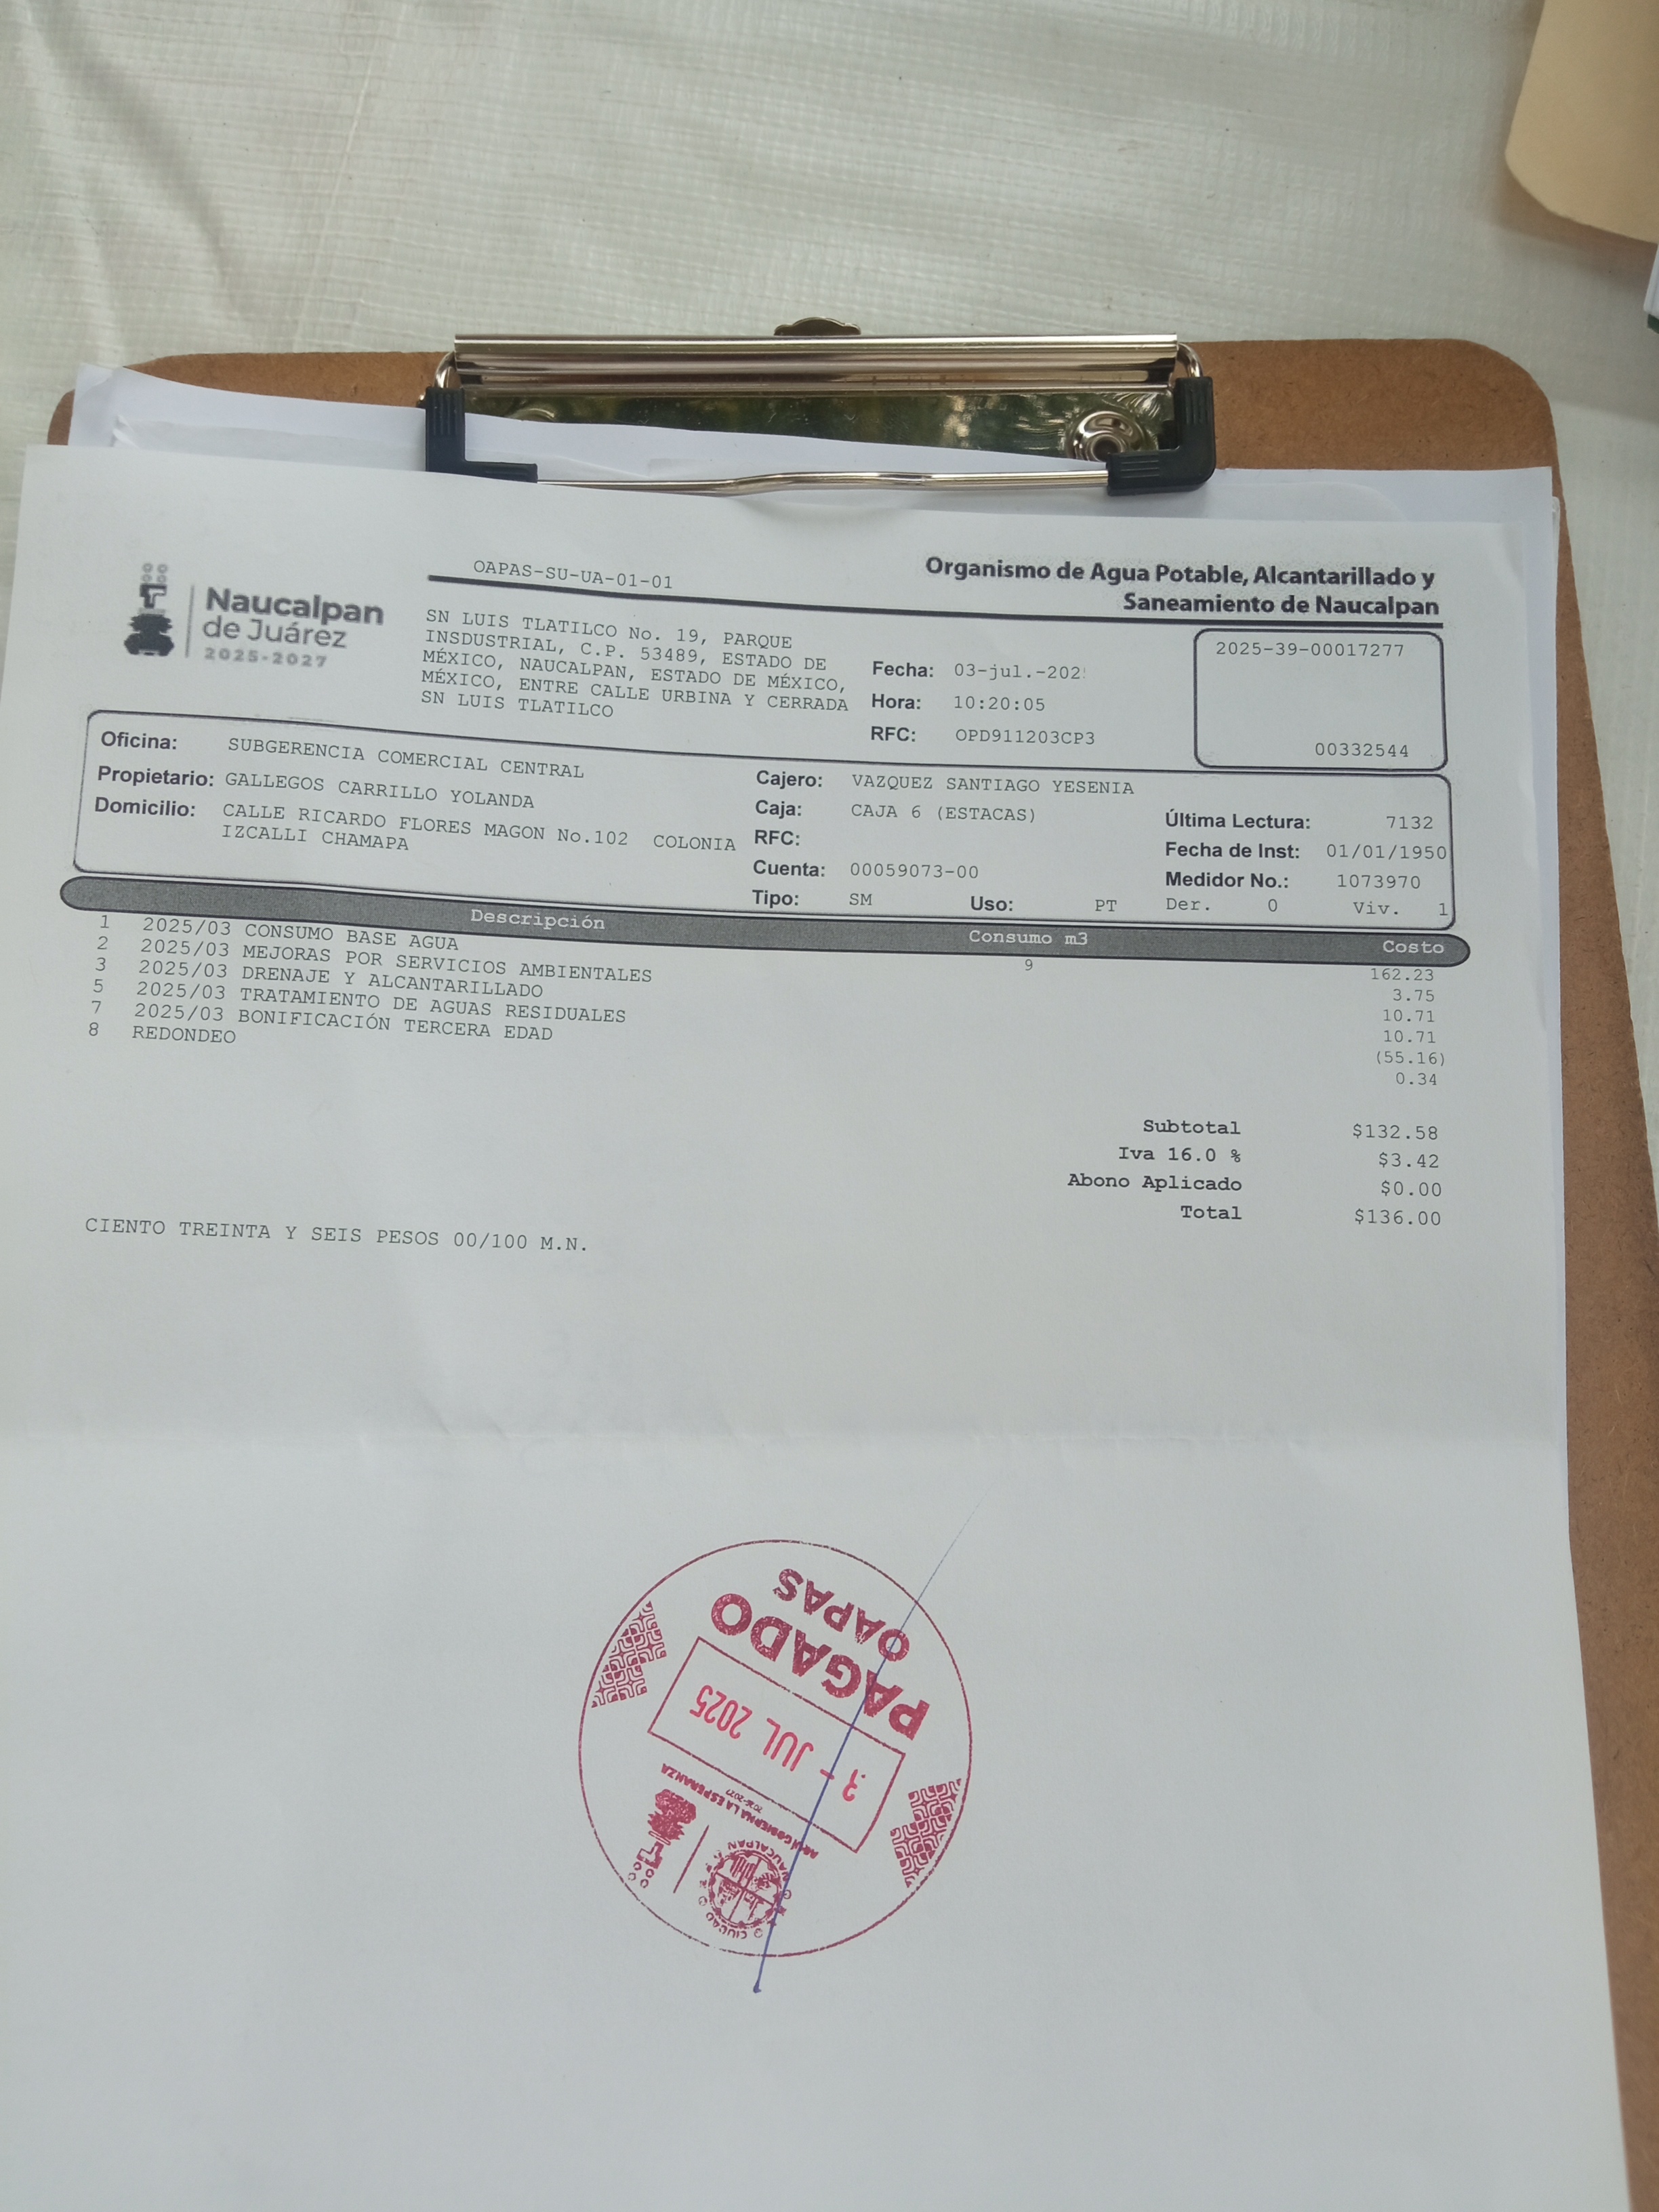 OAPAS-SU-UA-01-01
Organismo de Agua Potable, Alcantarillado y
Saneamiento de Naucalpan
Naucalpan
de Juárez
2025-2027
SN LUIS TLATILCO No. 19, PARQUE
INSDUSTRIAL, C.P. 53489, ESTADO DE
MÉXICO, NAUCALPAN, ESTADO DE MÉXICO,
MÉXICO, ENTRE CALLE URBINA Y CERRADA
SN LUIS TLATILCO
Fecha: 03-jul.-202
Hora: 10:20:05
RFC: OPD911203CP3
2025-39-00017277
00332544
Oficina: SUBGERENCIA COMERCIAL CENTRAL
Propietario: GALLEGOS CARRILLO YOLANDA
Domicilio: CALLE RICARDO FLORES MAGON No.102 COLONIA
IZCALLI CHAMAPA
Cajero: VAZQUEZ SANTIAGO YESENIA
Caja: CAJA 6 (ESTACAS)
RFC:
Cuenta: 00059073-00
Tipo: SM Uso: PT
Última Lectura: 7132
Fecha de Inst: 01/01/1950
Medidor No.: 1073970
Der. 0 Viv. 1
Descripción Consumo m3 Costo
1 2025/03 CONSUMO BASE AGUA 9 162.23
2 2025/03 MEJORAS POR SERVICIOS AMBIENTALES 3.75
3 2025/03 DRENAJE Y ALCANTARILLADO 10.71
5 2025/03 TRATAMIENTO DE AGUAS RESIDUALES 10.71
7 2025/03 BONIFICACIÓN TERCERA EDAD (55.16)
8 REDONDEO 0.34
Subtotal $132.58
Iva 16.0 % $3.42
Abono Aplicado $0.00
Total $136.00
CIENTO TREINTA Y SEIS PESOS 00/100 M.N.
CIUDAD
NAUCALPAN
AQUÍ GOBIERNA LA ESPERANZA
2025-2027
3 - JUL 2025
PAGADO
OAPAS